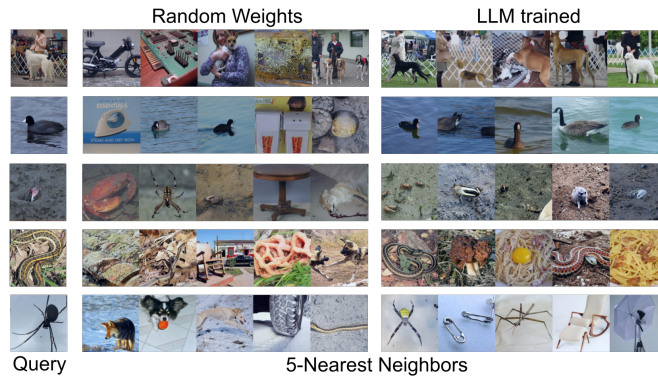 Random Weights
LLM trained
ESSENTIALS
Query
5-Nearest Neighbors